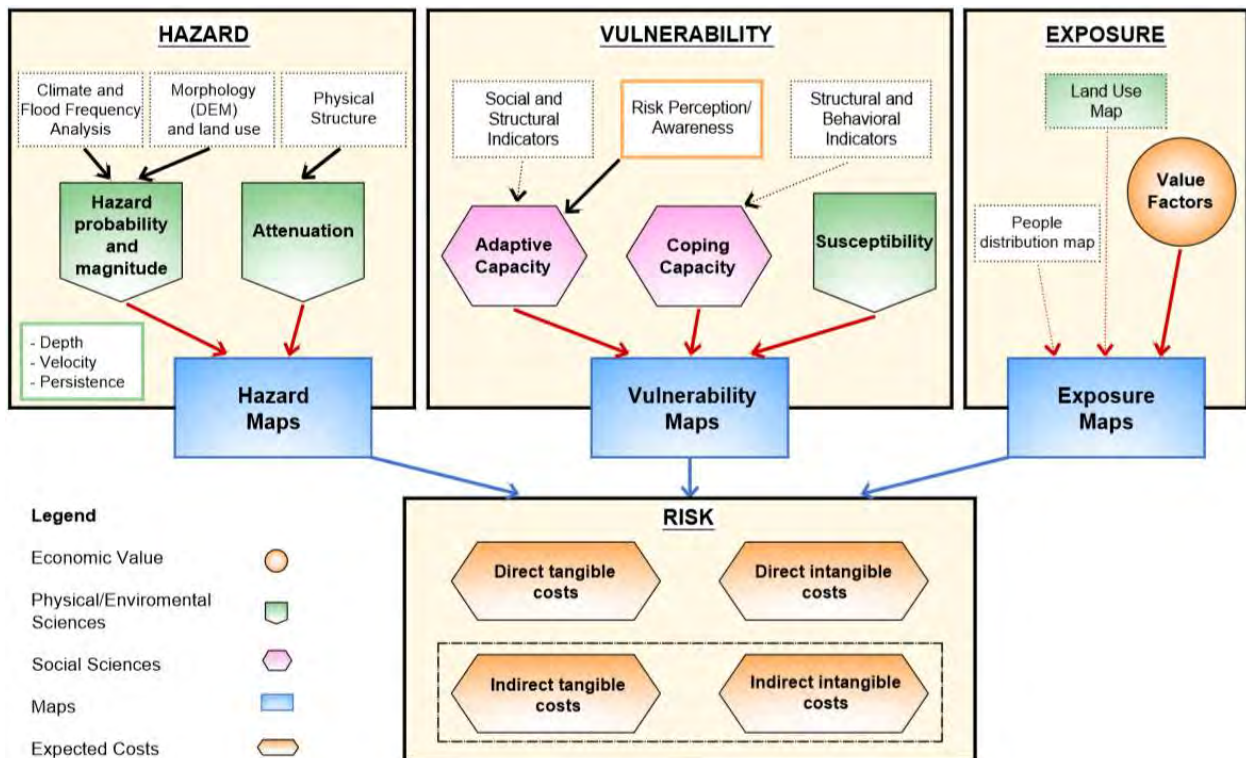 HAZARD
Climate and
Flood Frequency
Analysis
Morphology
(DEM)
and land use
Physical
Structure
Hazard
probability
and
magnitude
Attenuation
- Depth
- Velocity
- Persistence
Hazard
Maps
VULNERABILITY
Social and
Structural
Indicators
Risk Perception/
Awareness
Structural and
Behavioral
Indicators
Adaptive
Capacity
Coping
Capacity
Susceptibility
Vulnerability
Maps
EXPOSURE
Land Use
Map
Value
Factors
People
distribution map
Exposure
Maps
RISK
Direct tangible
costs
Direct intangible
costs
Indirect tangible
costs
Indirect intangible
costs
Legend
Economic Value
Physical/Enviromental
Sciences
Social Sciences
Maps
Expected Costs